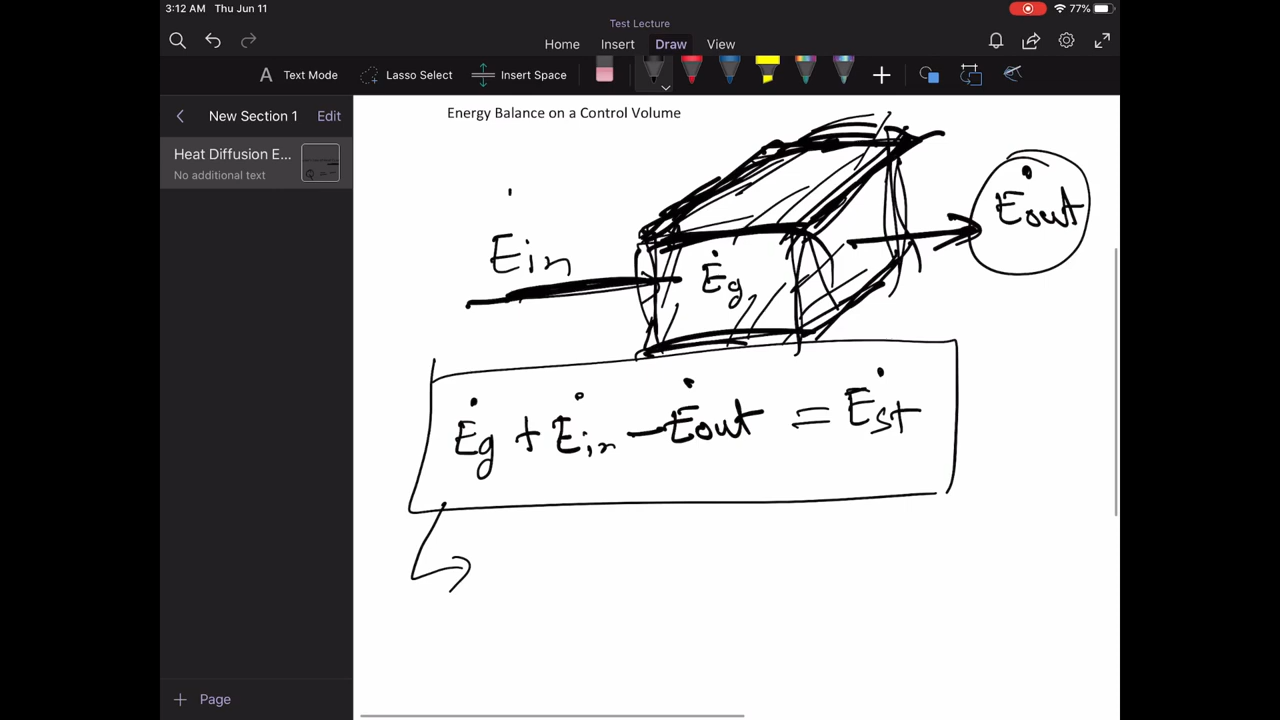 3:12 AM Thu Jun 11
77%
Test Lecture
Home Insert Draw View
Text Mode Lasso Select Insert Space
New Section 1 Edit
Heat Diffusion E...
No additional text
Energy Balance on a Control Volume
Ėin
Ėg
Ėout
Ėg + Ėin − Ėout = Ėst
Page